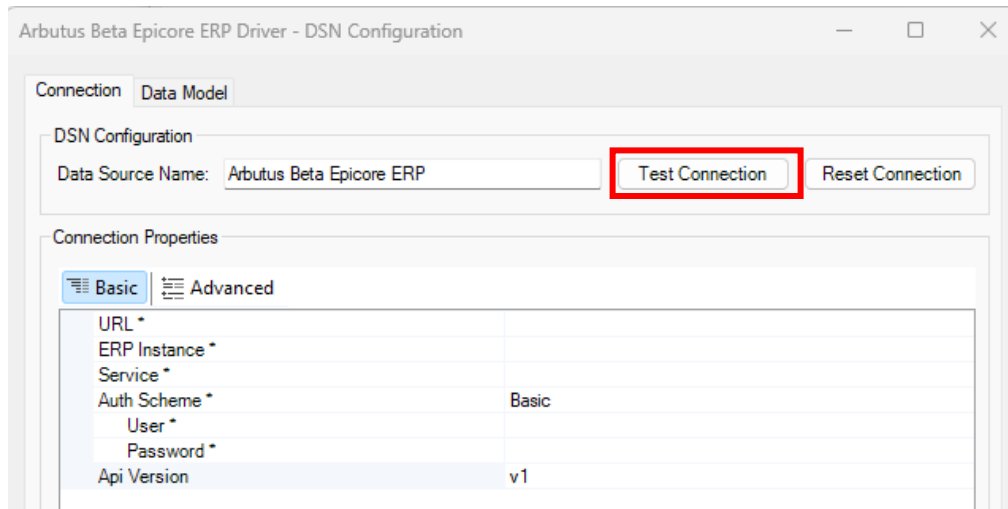 Arbutus Beta Epicore ERP Driver - DSN Configuration
Connection Data Model
DSN Configuration
Data Source Name: Arbutus Beta Epicore ERP Test Connection Reset Connection
Connection Properties
Basic Advanced
URL *
ERP Instance *
Service *
Auth Scheme * Basic
User *
Password *
Api Version v1